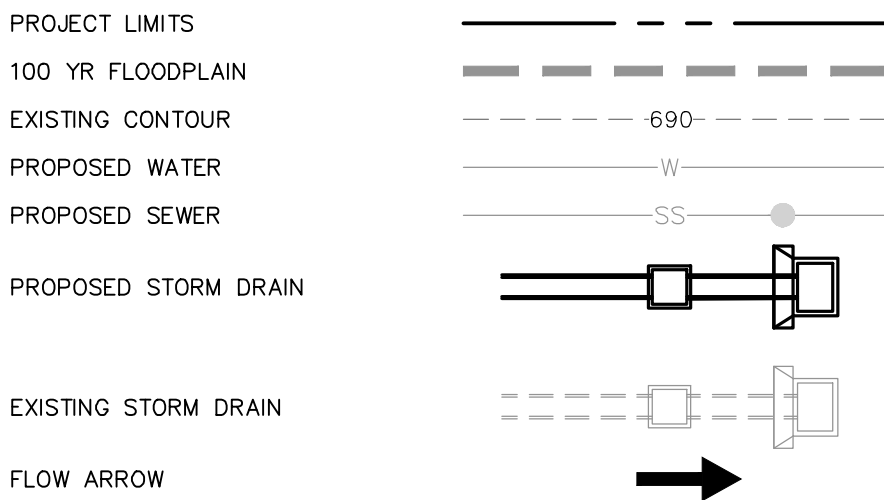 PROJECT LIMITS
100 YR FLOODPLAIN
EXISTING CONTOUR 690
PROPOSED WATER W
PROPOSED SEWER SS
PROPOSED STORM DRAIN
EXISTING STORM DRAIN
FLOW ARROW